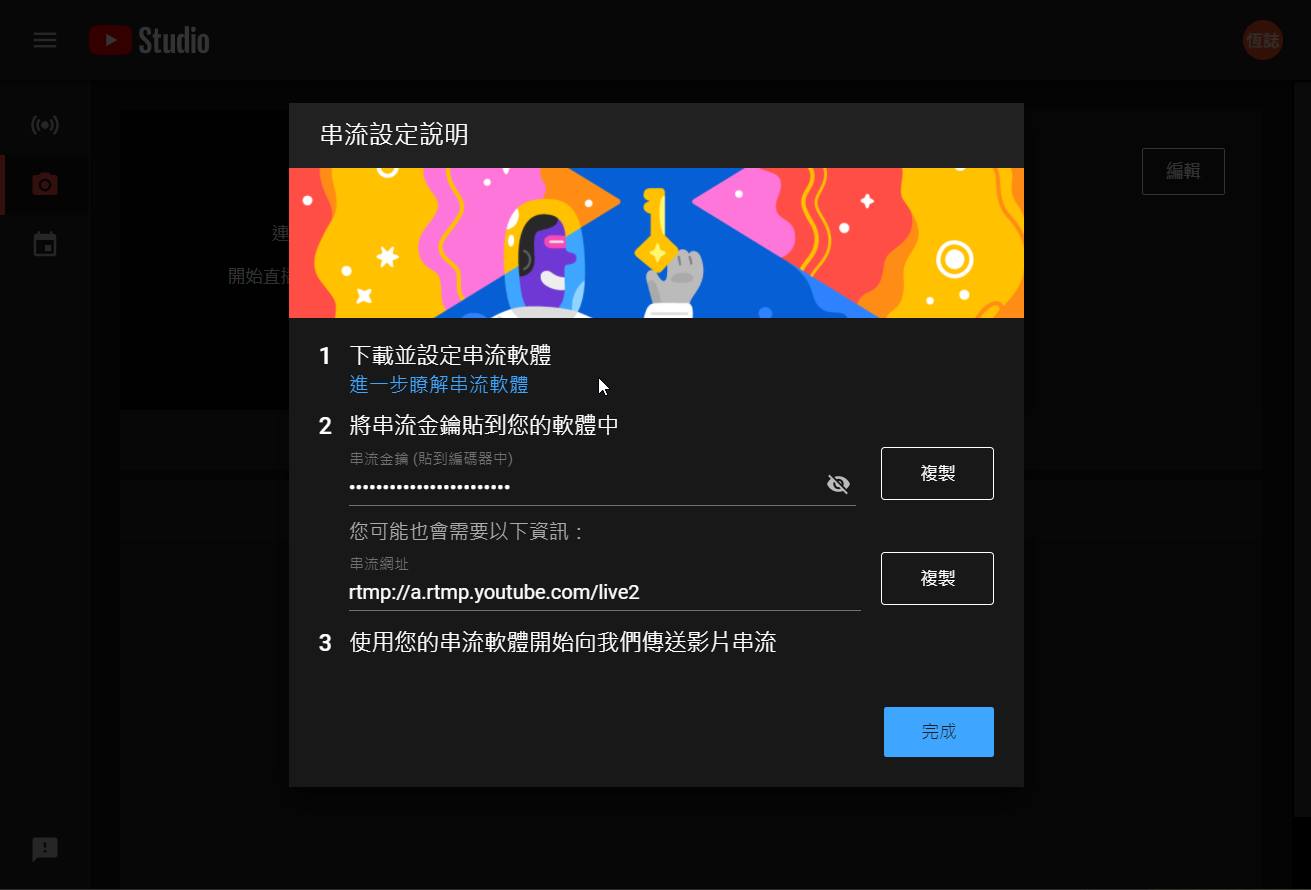 Studio
恆誌
編輯
連
開始直播
串流設定說明
1 下載並設定串流軟體
進一步瞭解串流軟體
2 將串流金鑰貼到您的軟體中
串流金鑰 (貼到編碼器中)
••••••••••••••••••••••••
複製
您可能也會需要以下資訊：
串流網址
rtmp://a.rtmp.youtube.com/live2
複製
3 使用您的串流軟體開始向我們傳送影片串流
完成